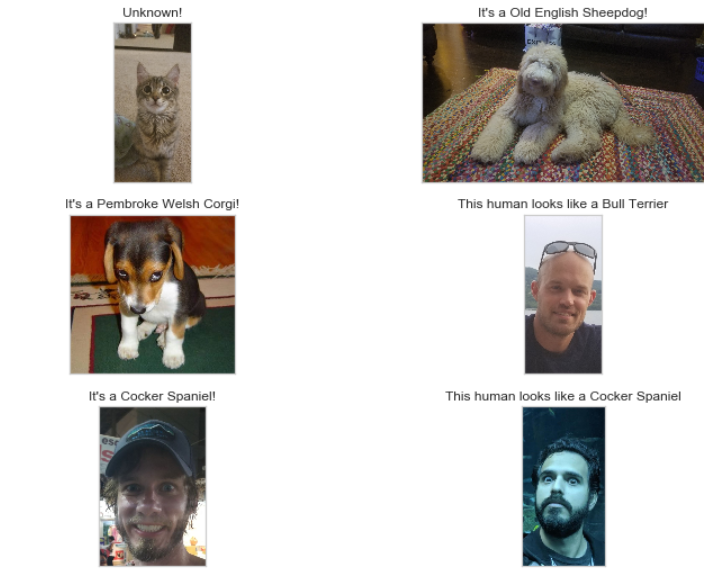 Unknown!
It's a Old English Sheepdog!
It's a Pembroke Welsh Corgi!
This human looks like a Bull Terrier
It's a Cocker Spaniel!
This human looks like a Cocker Spaniel